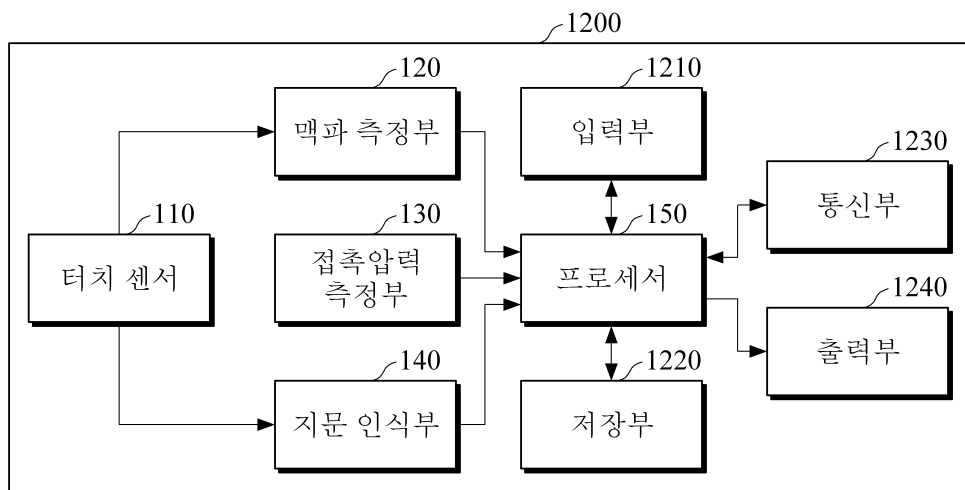 1200
120
맥파 측정부
1210
입력부
1230
통신부
110
터치 센서
130
접촉압력
측정부
150
프로세서
1240
출력부
140
지문 인식부
1220
저장부